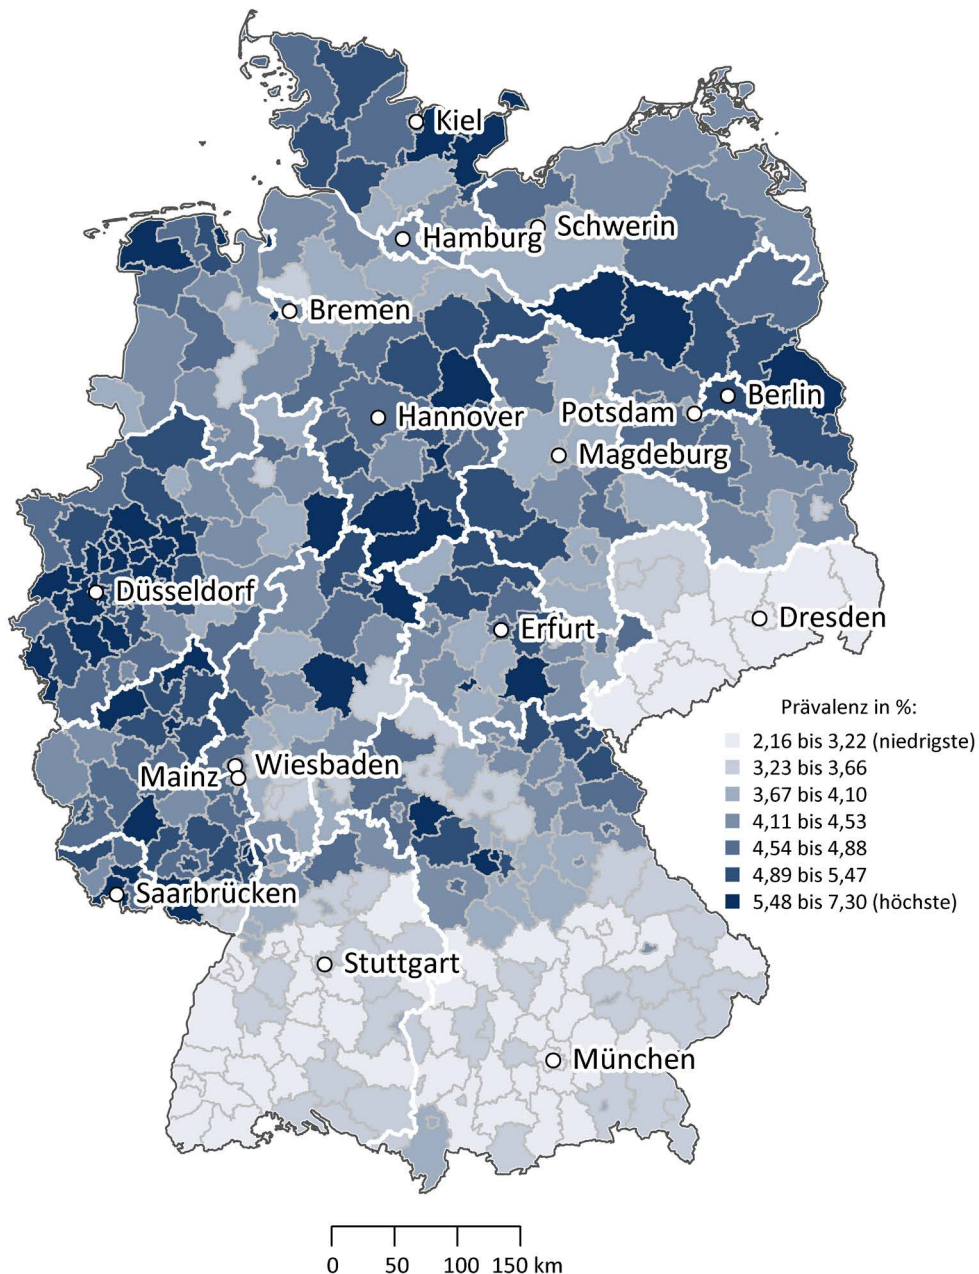 Kiel
Schwerin
Hamburg
Bremen
Berlin
Potsdam
Hannover
Magdeburg
Düsseldorf
Erfurt
Dresden
Prävalenz in %:
2,16 bis 3,22 (niedrigste)
3,23 bis 3,66
3,67 bis 4,10
4,11 bis 4,53
4,54 bis 4,88
4,89 bis 5,47
5,48 bis 7,30 (höchste)
Wiesbaden
Mainz
Saarbrücken
Stuttgart
München
0 50 100 150 km